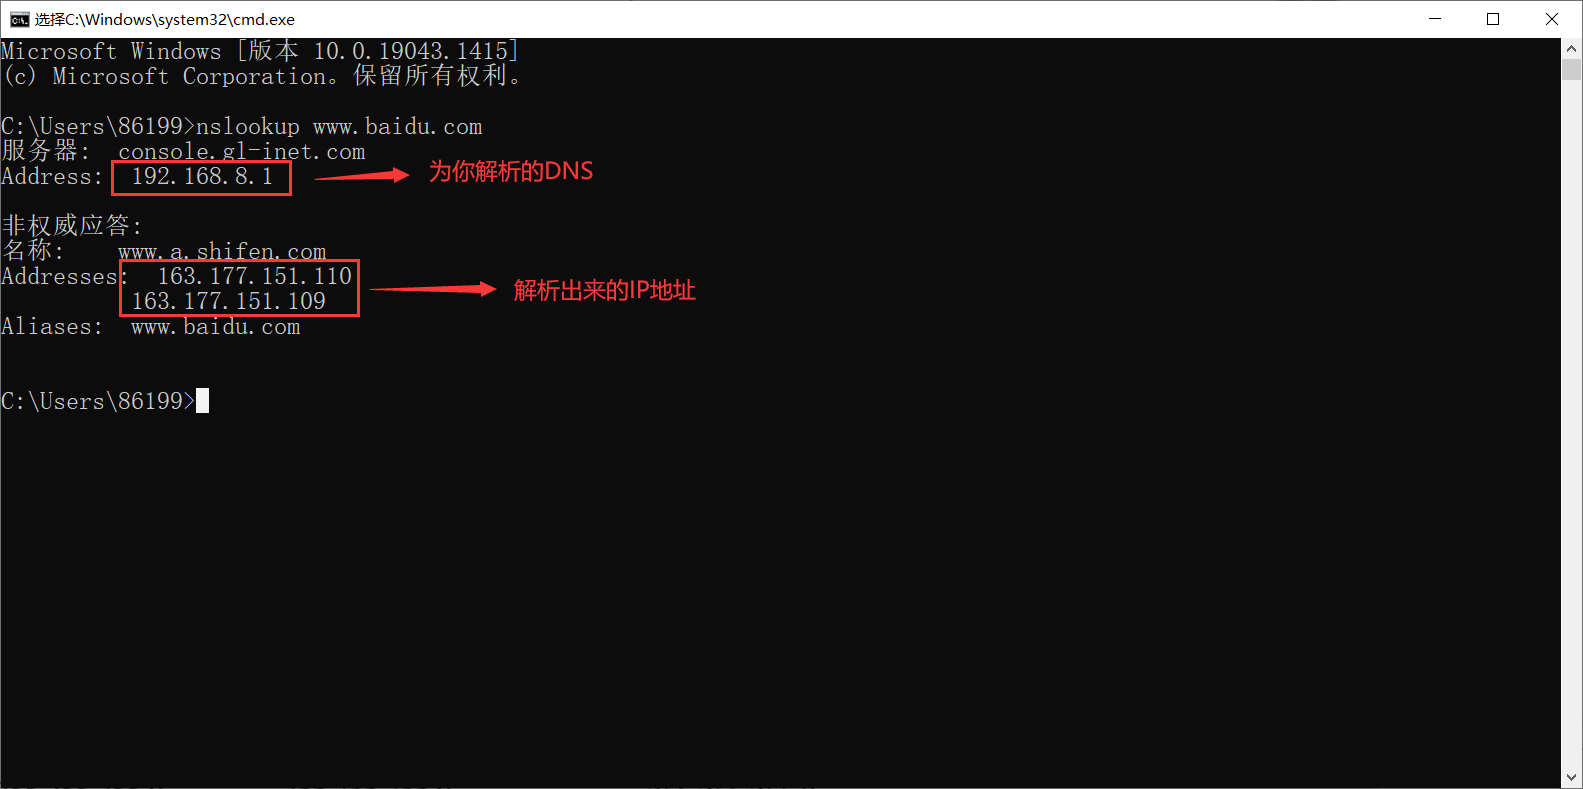 选择C:\Windows\system32\cmd.exe
Microsoft Windows [版本 10.0.19043.1415]
(c) Microsoft Corporation。保留所有权利。
C:\Users\86199>nslookup www.baidu.com
服务器:  console.gl-inet.com
Address:  192.168.8.1
为你解析的DNS
非权威应答:
名称:    www.a.shifen.com
Addresses:  163.177.151.110
163.177.151.109
解析出来的IP地址
Aliases:  www.baidu.com
C:\Users\86199>